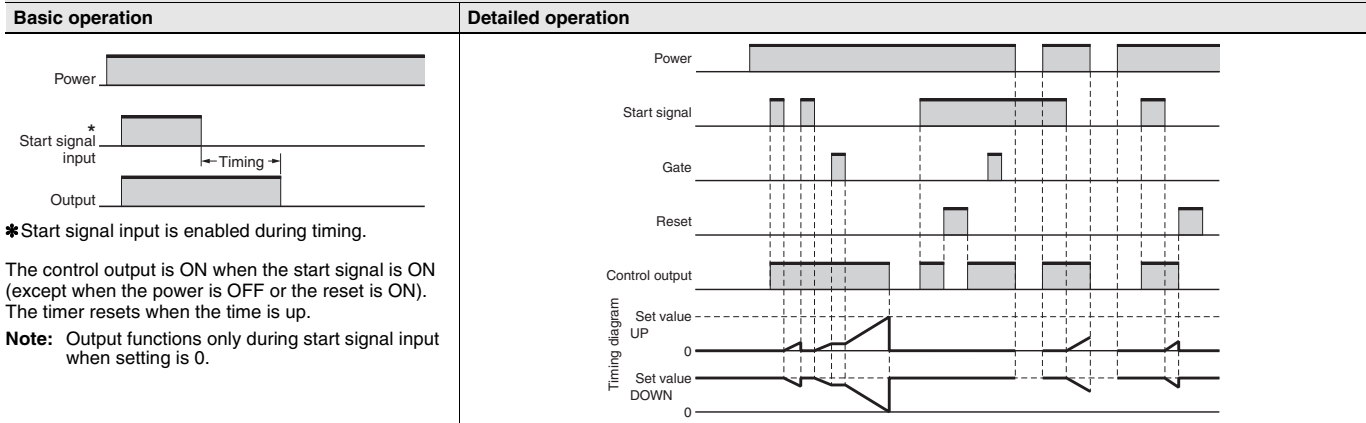 Basic operation
Power
*
Start signal
input
Timing
Output
✱Start signal input is enabled during timing.
The control output is ON when the start signal is ON
(except when the power is OFF or the reset is ON).
The timer resets when the time is up.
Note: Output functions only during start signal input
when setting is 0.
Detailed operation
Power
Start signal
Gate
Reset
Control output
Timing diagram
Set value
UP
0
Set value
DOWN
0